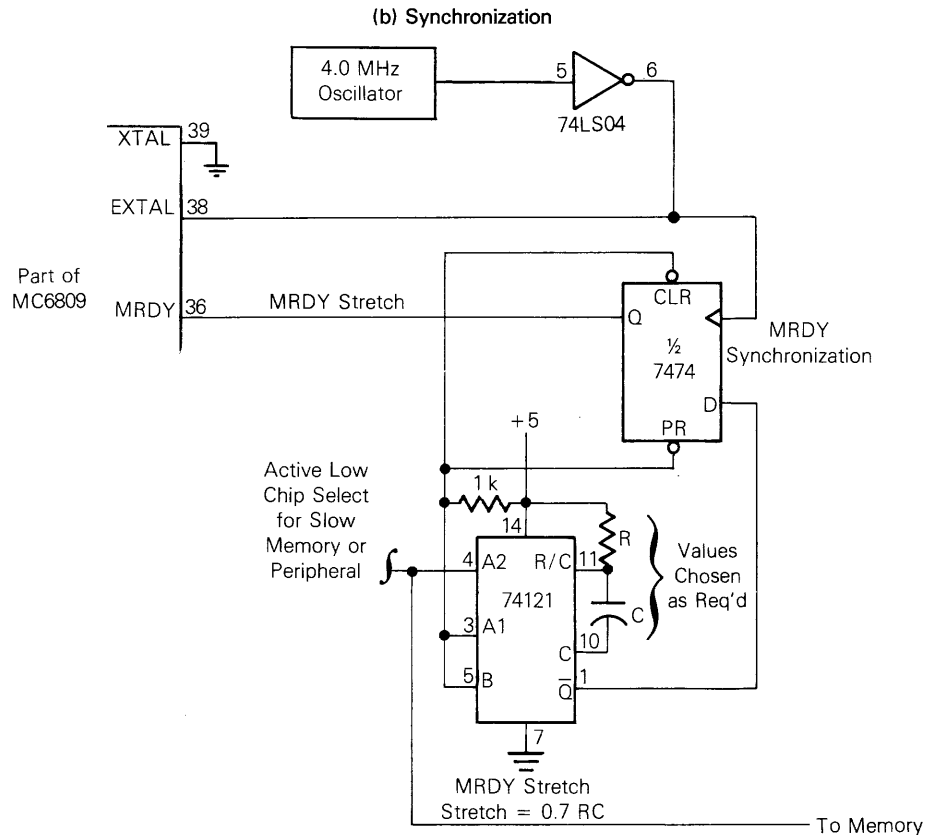 (b) Synchronization
4.0 MHz
Oscillator
5
6
74LS04
XTAL
39
EXTAL
38
Part of
MC6809
MRDY
36
MRDY Stretch
CLR
Q
½
7474
D
PR
MRDY
Synchronization
+5
Active Low
Chip Select
for Slow
Memory or
Peripheral
1 k
14
R
4
A2
R/C
11
74121
C
Values
Chosen
as Req'd
3
A1
10
C
5
B
Q̅
1
7
MRDY Stretch
Stretch = 0.7 RC
To Memory